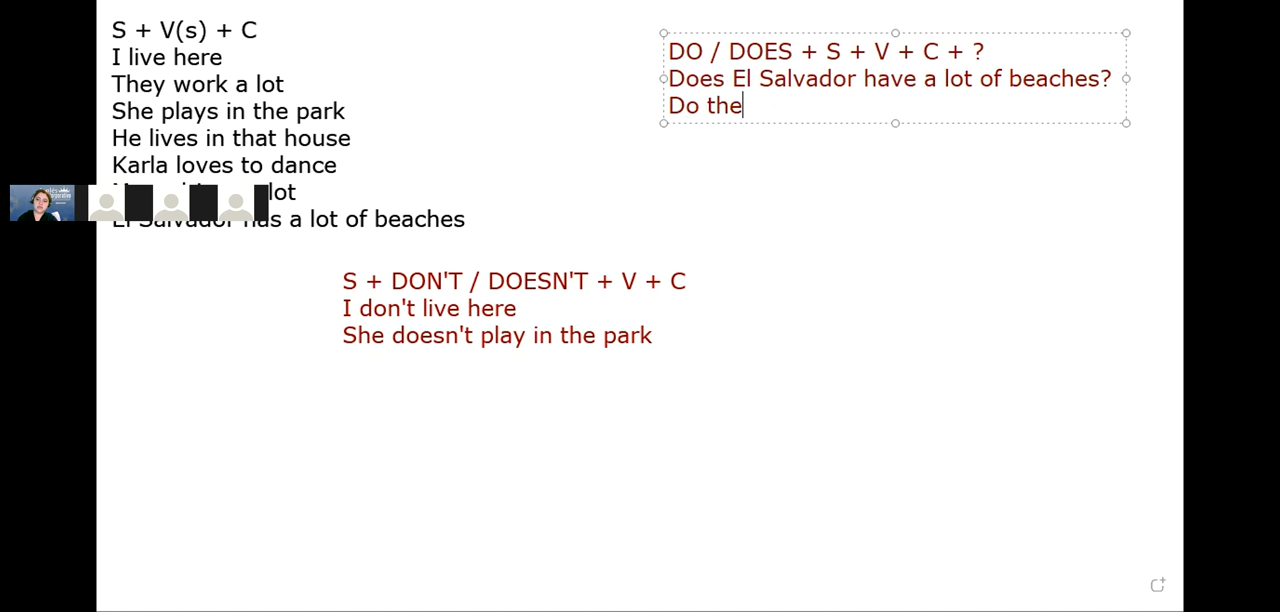 S + V(s) + C
I live here
They work a lot
She plays in the park
He lives in that house
Karla loves to dance
lot
El Salvador has a lot of beaches
DO / DOES + S + V + C + ?
Does El Salvador have a lot of beaches?
Do the
S + DON'T / DOESN'T + V + C
I don't live here
She doesn't play in the park